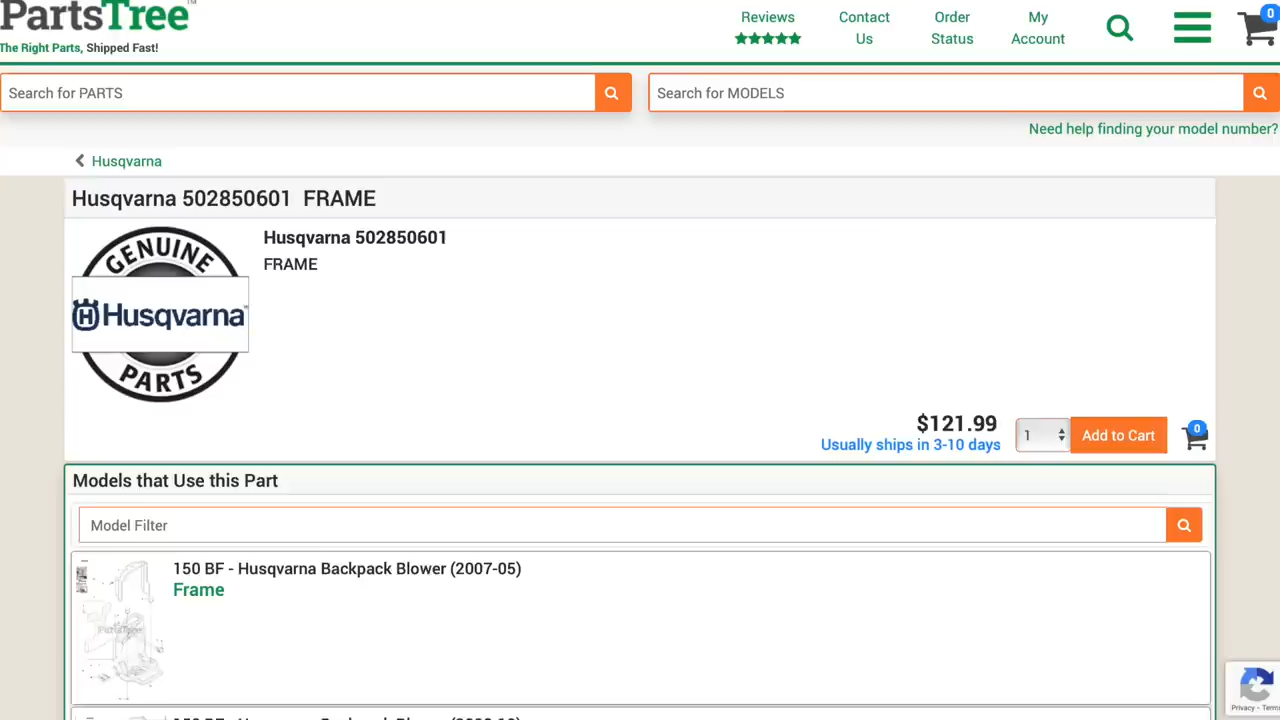 PartsTree™
The Right Parts, Shipped Fast!
Reviews
Contact Us
Order Status
My Account
0
Search for PARTS
Search for MODELS
Need help finding your model number?
Husqvarna
Husqvarna 502850601 FRAME
GENUINE
Husqvarna
PARTS
Husqvarna 502850601
FRAME
$121.99
Usually ships in 3-10 days
1
Add to Cart
0
Models that Use this Part
Model Filter
150 BF - Husqvarna Backpack Blower (2007-05)
Frame
PartsTree
Privacy - Term